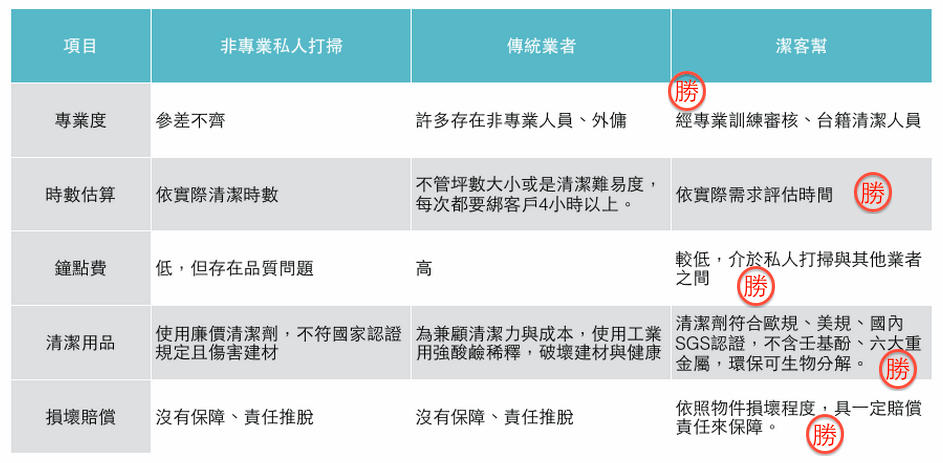 項目
非專業私人打掃
傳統業者
潔客幫
專業度
參差不齊
許多存在非專業人員、外傭
勝
經專業訓練審核、台籍清潔人員
時數估算
依實際清潔時數
不管坪數大小或是清潔難易度，
每次都要綁客戶4小時以上。
依實際需求評估時間
勝
鐘點費
低，但存在品質問題
高
較低，介於私人打掃與其他業者
之間
勝
清潔用品
使用廉價清潔劑，不符國家認證
規定且傷害建材
為兼顧清潔力與成本，使用工業
用強酸鹼稀釋，破壞建材與健康
清潔劑符合歐規、美規、國內
SGS認證，不含壬基酚、六大重
金屬，環保可生物分解。
勝
損壞賠償
沒有保障、責任推脫
沒有保障、責任推脫
依照物件損壞程度，具一定賠償
責任來保障。
勝